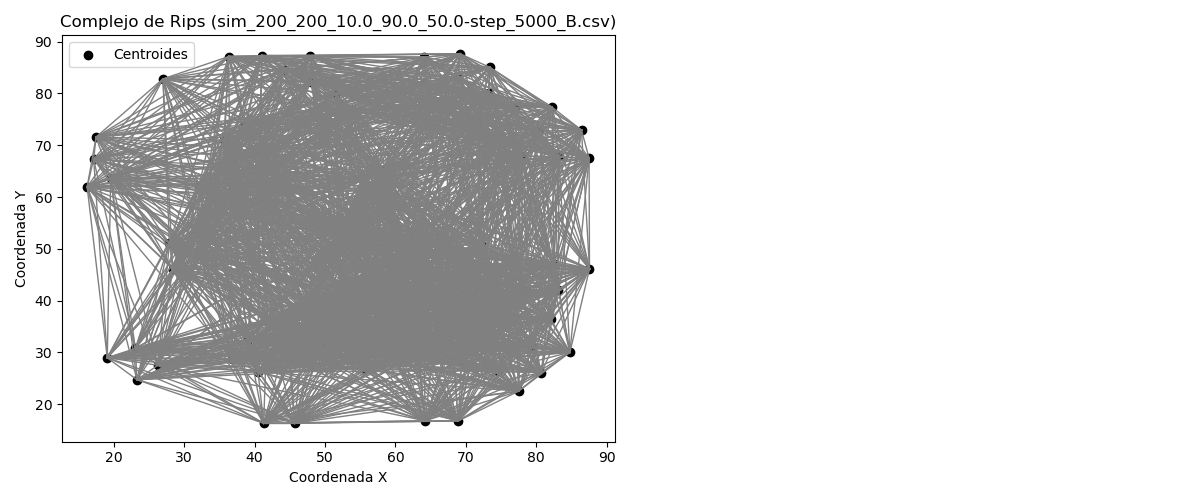 Complejo de Rips (sim_200_200_10.0_90.0_50.0-step_5000_B.csv)
Centroides
90
80
70
60
50
40
30
20
Coordenada Y
20 30 40 50 60 70 80 90
Coordenada X